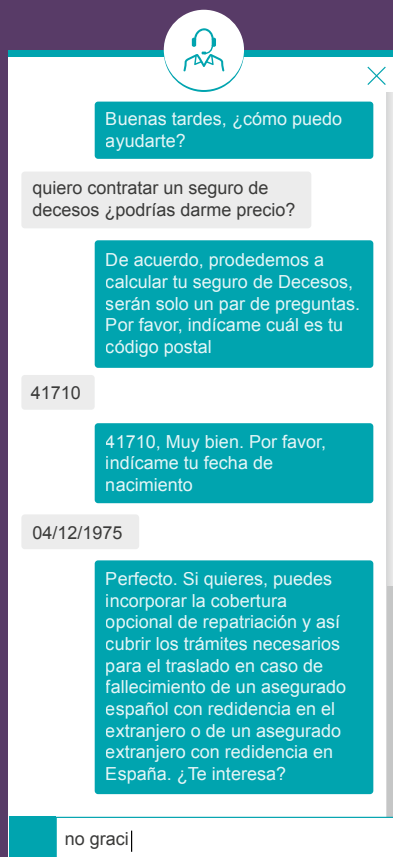 Buenas tardes, ¿cómo puedo
ayudarte?
quiero contratar un seguro de
decesos ¿podrías darme precio?
De acuerdo, prodedemos a
calcular tu seguro de Decesos,
serán solo un par de preguntas.
Por favor, indícame cuál es tu
código postal
41710
41710, Muy bien. Por favor,
indícame tu fecha de
nacimiento
04/12/1975
Perfecto. Si quieres, puedes
incorporar la cobertura
opcional de repatriación y así
cubrir los trámites necesarios
para el traslado en caso de
fallecimiento de un asegurado
español con redidencia en el
extranjero o de un asegurado
extranjero con redidencia en
España. ¿Te interesa?
no graci